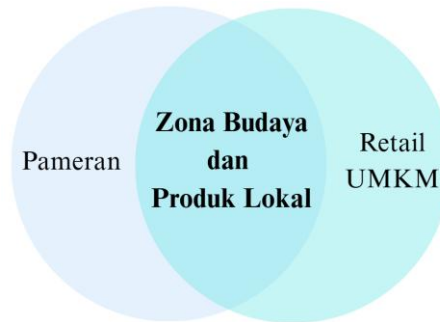 Pameran
Zona Budaya
dan
Produk Lokal
Retail
UMKM